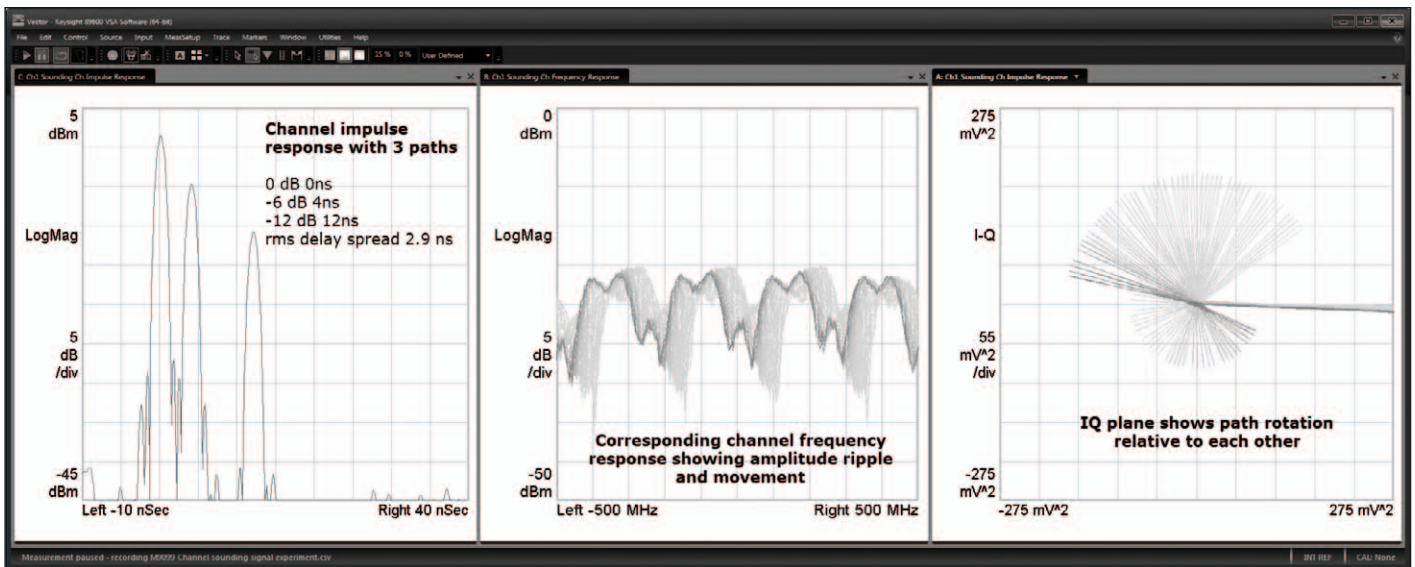 Vector - Keysight 89600 VSA Software (64-bit)
File Edit Control Source Input MeasSetup Trace Markers Window Utilities Help
25 % 0 % User Defined
C: Ch1 Sounding Ch Impulse Response
5
dBm
LogMag
5
dB
/div
-45
dBm
Left -10 nSec
Right 40 nSec
Channel impulse
response with 3 paths
0 dB 0ns
-6 dB 4ns
-12 dB 12ns
rms delay spread 2.9 ns
B: Ch1 Sounding Ch Frequency Response
0
dBm
LogMag
5
dB
/div
-50
dBm
Left -500 MHz
Right 500 MHz
Corresponding channel frequency
response showing amplitude ripple
and movement
A: Ch1 Sounding Ch Impulse Response
275
mV^2
I-Q
55
mV^2
/div
-275
mV^2
-275 mV^2
275 mV^2
IQ plane shows path rotation
relative to each other
Measurement paused - recording M9099 Channel sounding signal experiment.csv
INT REF
CAL: None